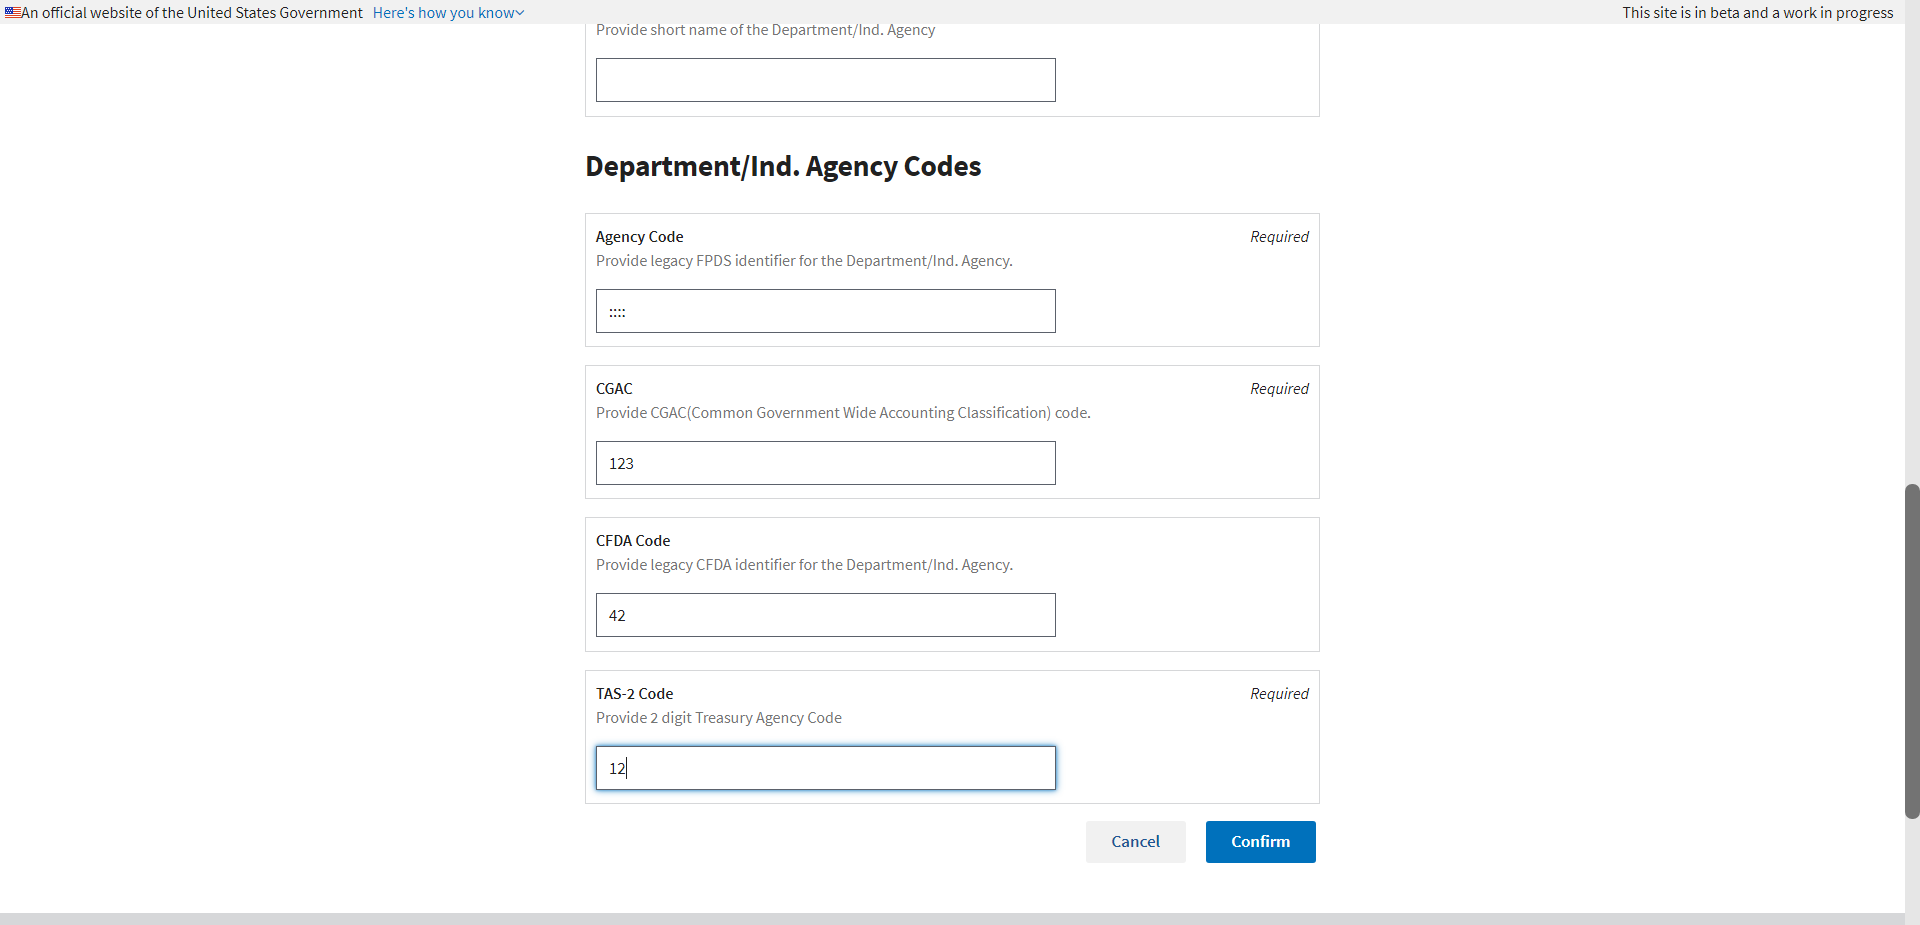 An official website of the United States Government Here's how you know
This site is in beta and a work in progress
Provide short name of the Department/Ind. Agency
Department/Ind. Agency Codes
Agency Code Required
Provide legacy FPDS identifier for the Department/Ind. Agency.
::::
CGAC Required
Provide CGAC(Common Government Wide Accounting Classification) code.
123
CFDA Code
Provide legacy CFDA identifier for the Department/Ind. Agency.
42
TAS-2 Code Required
Provide 2 digit Treasury Agency Code
12
Cancel Confirm